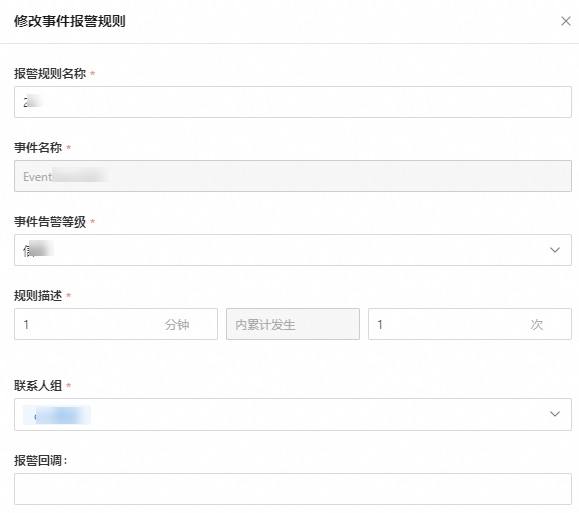 修改事件报警规则
报警规则名称 *
事件名称 *
Event
事件告警等级 *
规则描述 *
1 分钟 内累计发生 1 次
联系人组 *
报警回调：